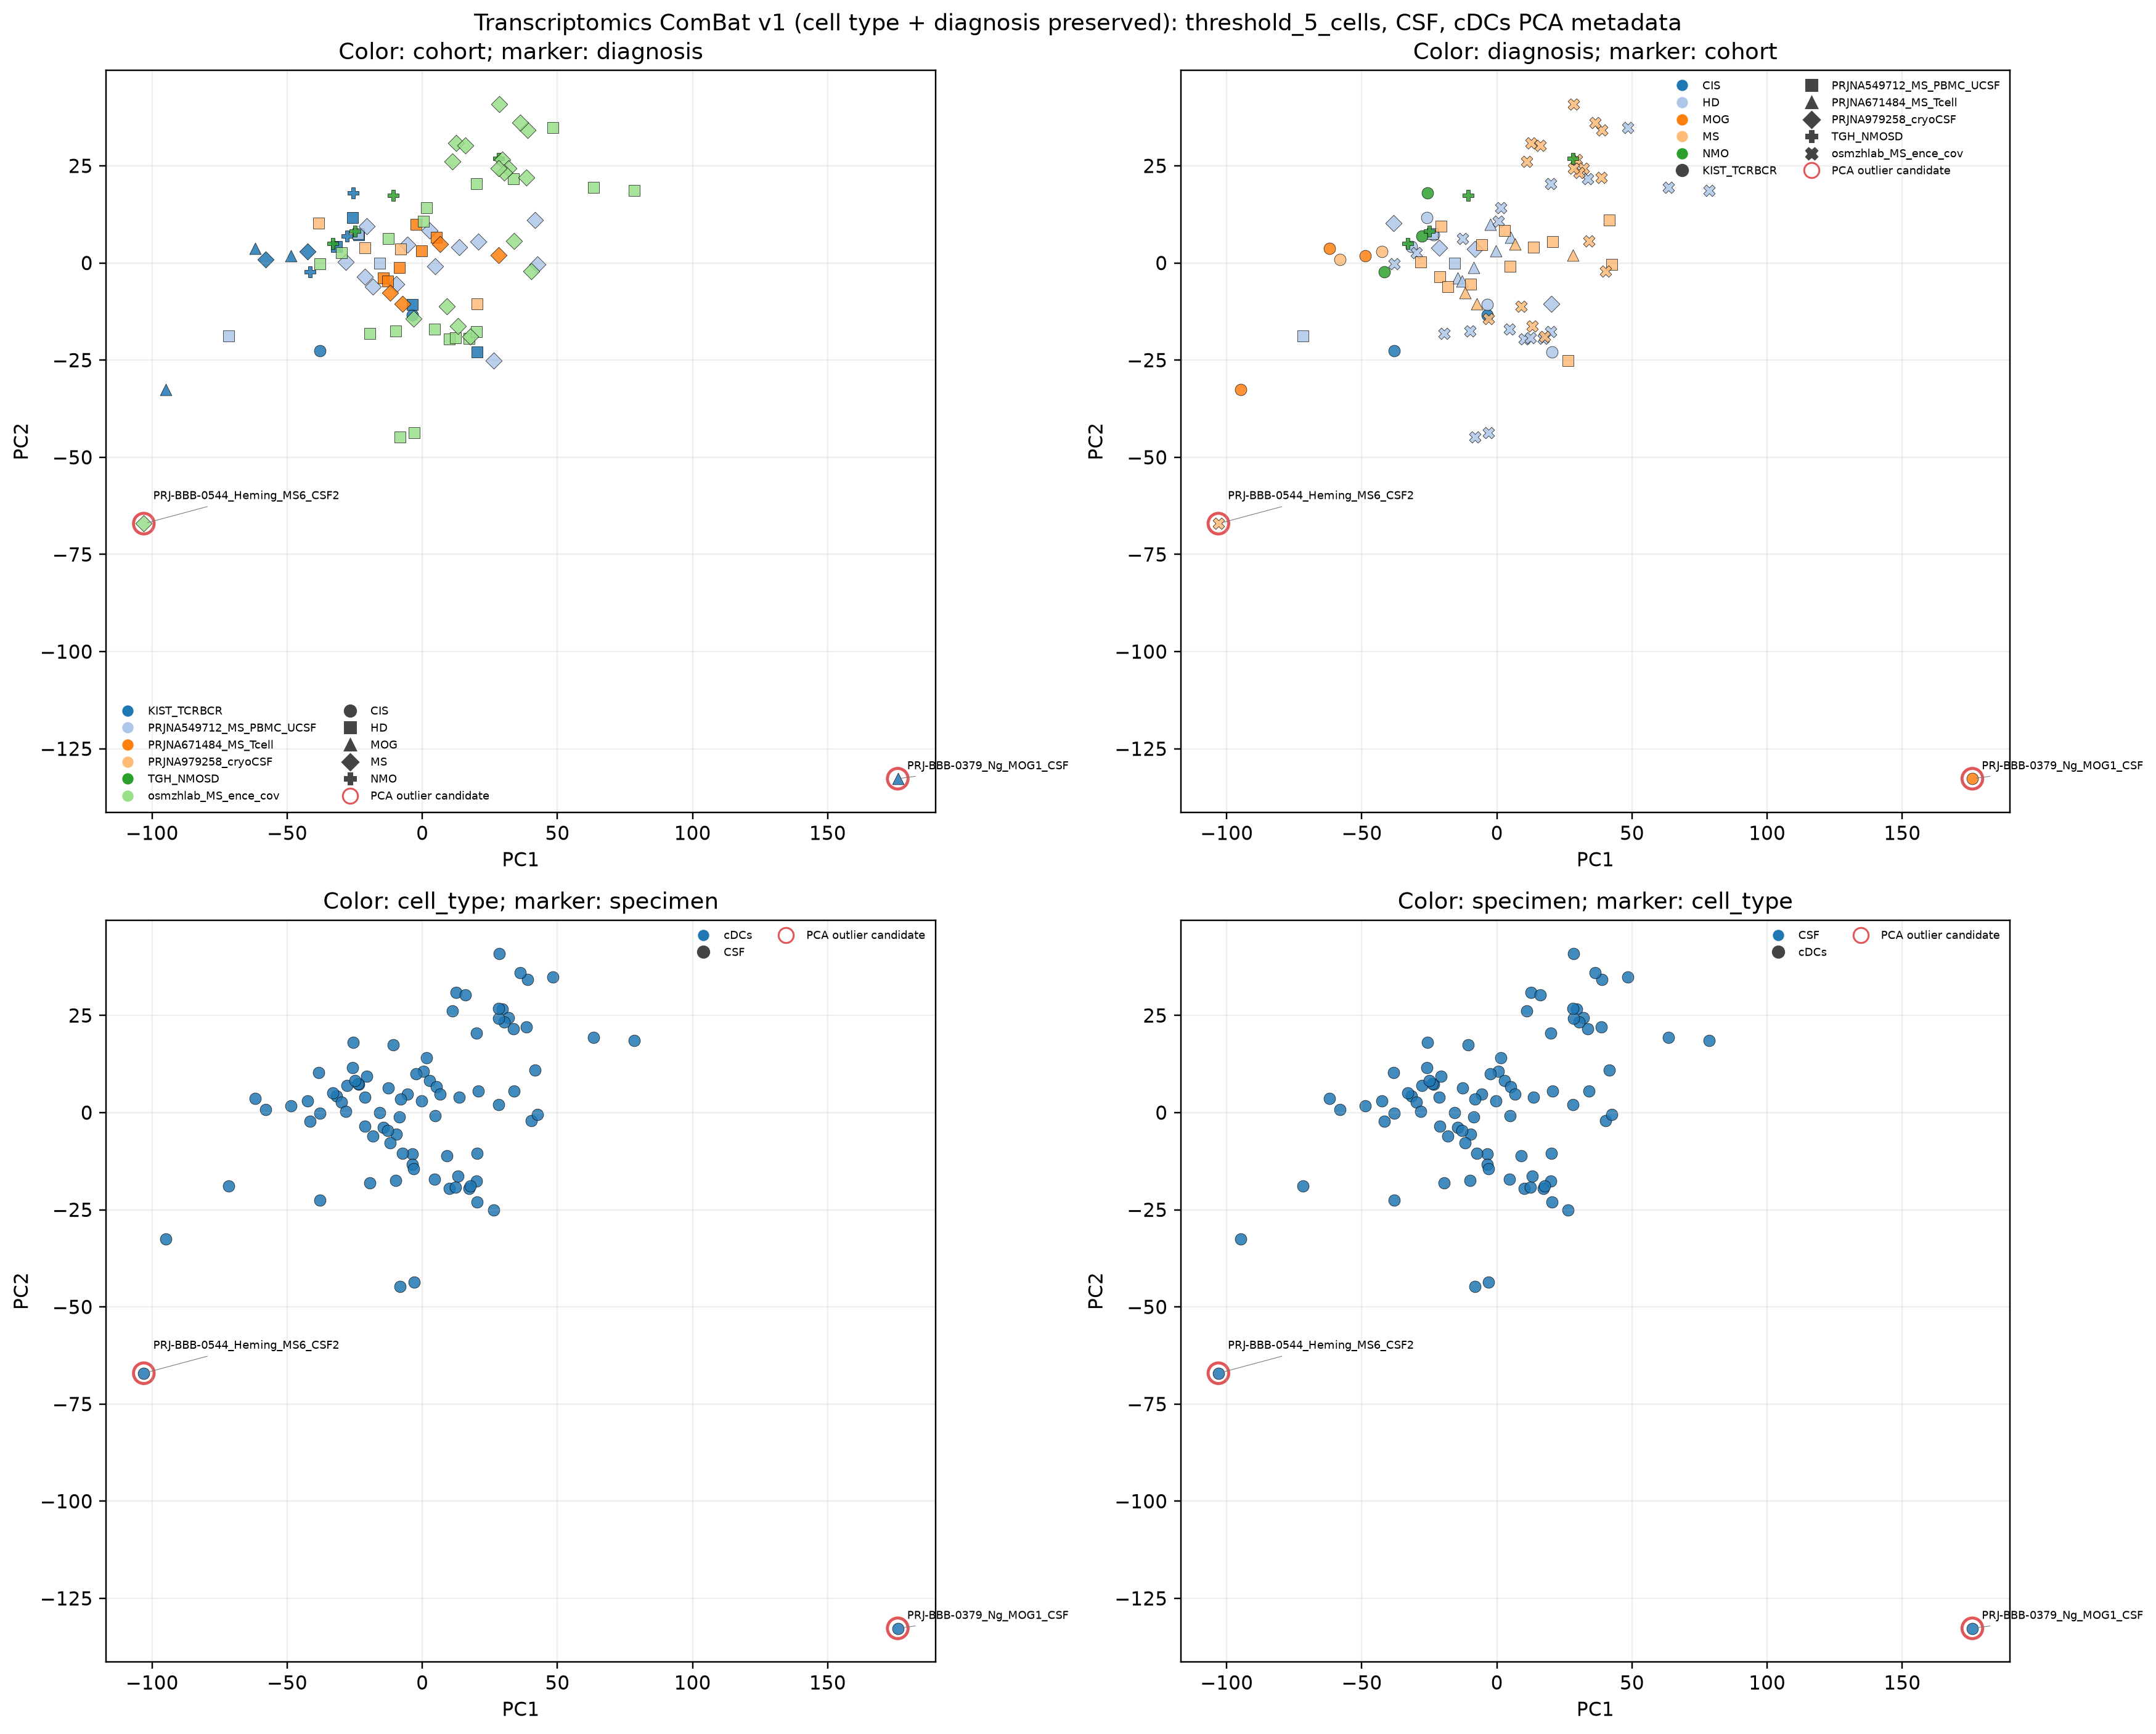 Transcriptomics ComBat v1 (cell type + diagnosis preserved): threshold_5_cells, CSF, cDCs PCA metadata
Color: cohort; marker: diagnosis
25
0
−25
−50
−75
−100
−125
PC2
PRJ-BBB-0544_Heming_MS6_CSF2
PRJ-BBB-0379_Ng_MOG1_CSF
KIST_TCRBCR
PRJNA549712_MS_PBMC_UCSF
PRJNA671484_MS_Tcell
PRJNA979258_cryoCSF
TGH_NMOSD
osmzhlab_MS_ence_cov
CIS
HD
MOG
MS
NMO
PCA outlier candidate
−100
−50
0
50
100
150
PC1
Color: diagnosis; marker: cohort
CIS
HD
MOG
MS
NMO
KIST_TCRBCR
PRJNA549712_MS_PBMC_UCSF
PRJNA671484_MS_Tcell
PRJNA979258_cryoCSF
TGH_NMOSD
osmzhlab_MS_ence_cov
PCA outlier candidate
25
0
−25
−50
−75
−100
−125
PC2
PRJ-BBB-0544_Heming_MS6_CSF2
PRJ-BBB-0379_Ng_MOG1_CSF
−100
−50
0
50
100
150
PC1
Color: cell_type; marker: specimen
cDCs
CSF
PCA outlier candidate
25
0
−25
−50
−75
−100
−125
PC2
PRJ-BBB-0544_Heming_MS6_CSF2
PRJ-BBB-0379_Ng_MOG1_CSF
−100
−50
0
50
100
150
PC1
Color: specimen; marker: cell_type
CSF
cDCs
PCA outlier candidate
25
0
−25
−50
−75
−100
−125
PC2
PRJ-BBB-0544_Heming_MS6_CSF2
PRJ-BBB-0379_Ng_MOG1_CSF
−100
−50
0
50
100
150
PC1